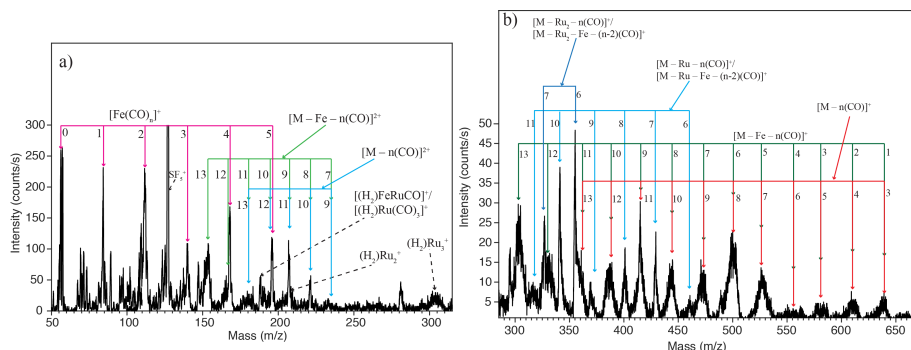 a)
[Fe(CO)ₙ]⁺
0 1 2 3 4 5
[M – Fe – n(CO)]²⁺
13 12 11 10 9 8 7
[M – n(CO)]²⁺
13 12 11 10 9
SF₅⁺
[(H₂)FeRuCO]⁺/
[(H₂)Ru(CO)₃]⁺
(H₂)Ru₂⁺
(H₂)Ru₃⁺
Intensity (counts/s)
300
250
200
150
100
50
0
50 100 150 200 250 300
Mass (m/z)
b)
[M – Ru₂ – n(CO)]⁺/
[M – Ru₂ – Fe – (n-2)(CO)]⁺
7 6
[M – Ru – n(CO)]⁺/
[M – Ru – Fe – (n-2)(CO)]⁺
11 10 9 8 7 6
[M – n(CO)]⁺
[M – Fe – n(CO)]⁺
13 12 11 10 9 8 7 6 5 4 3 2 1
13 12 11 10 9 8 7 6 5 4 3
Intensity (counts/s)
50
45
40
35
30
25
20
15
10
5
300 350 400 450 500 550 600 650
Mass (m/z)